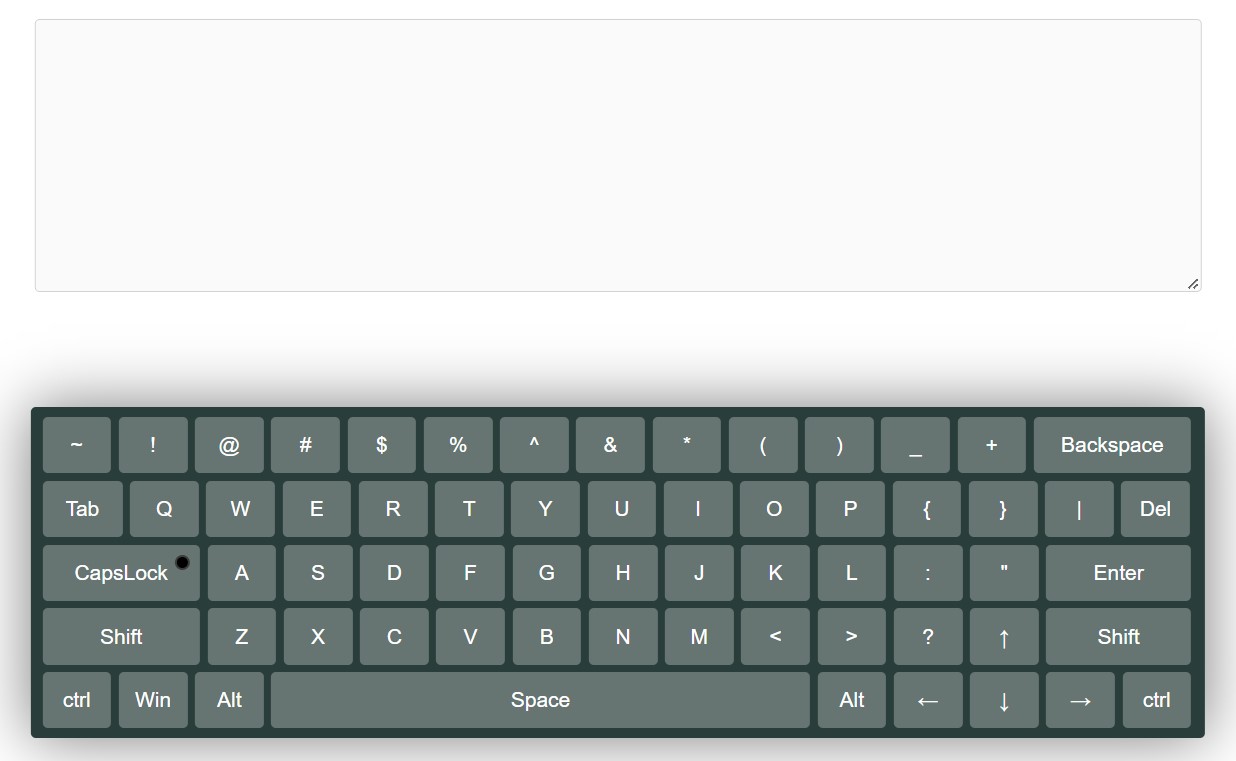 ~ ! @ # $ % ^ & * ( ) _ + Backspace
Tab Q W E R T Y U I O P { } | Del
CapsLock A S D F G H J K L : " Enter
Shift Z X C V B N M < > ? ↑ Shift
ctrl Win Alt Space Alt ← ↓ → ctrl